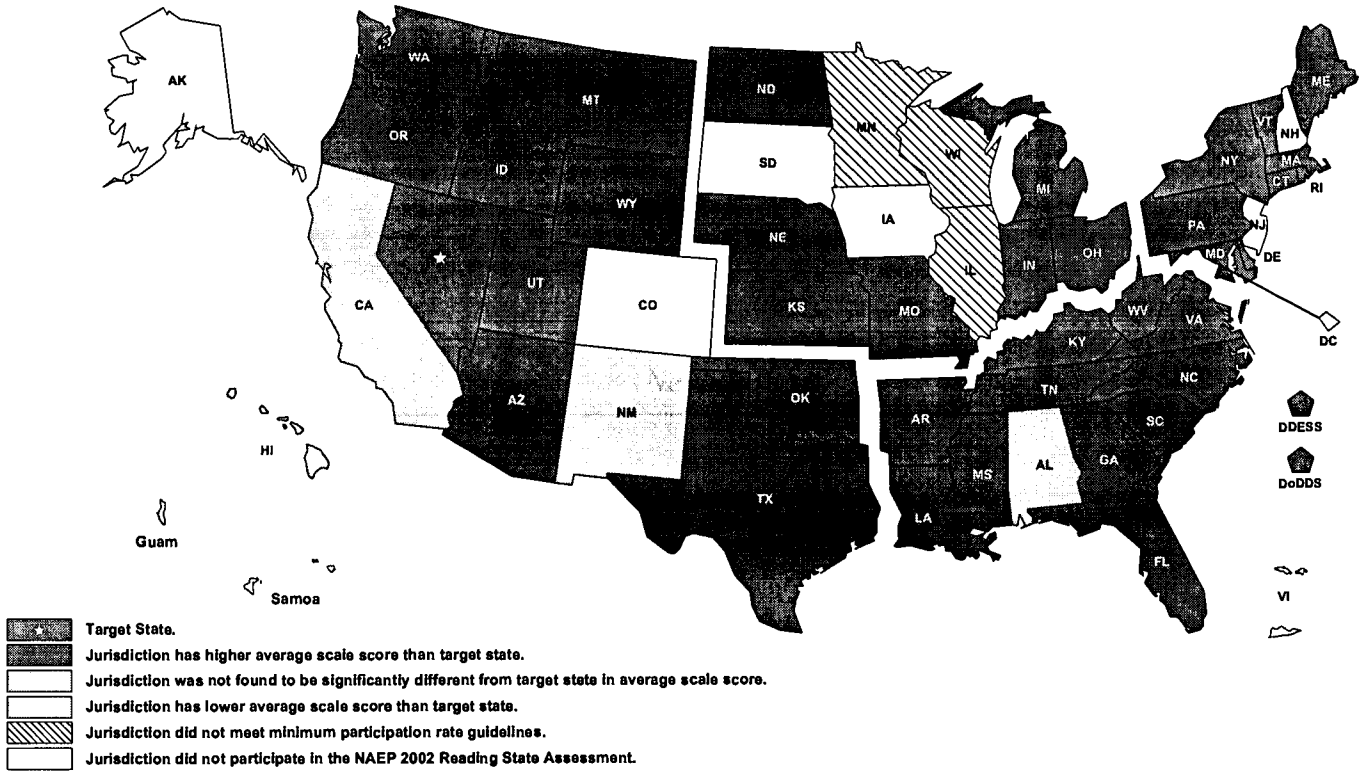 AK
WA
MT
ND
MN
ME
OR
ID
SD
WI
MI
VT
NH
NY
MA
CT
RI
WY
IA
NE
PA
NJ
OH
IN
IL
MD
DE
UT
CO
KS
MO
WV
VA
CA
KY
DC
NC
TN
AZ
NM
OK
AR
SC
DDESS
HI
MS
AL
GA
DoDDS
TX
LA
Guam
FL
Samoa
VI
Target State.
Jurisdiction has higher average scale score than target state.
Jurisdiction was not found to be significantly different from target state in average scale score.
Jurisdiction has lower average scale score than target state.
Jurisdiction did not meet minimum participation rate guidelines.
Jurisdiction did not participate in the NAEP 2002 Reading State Assessment.